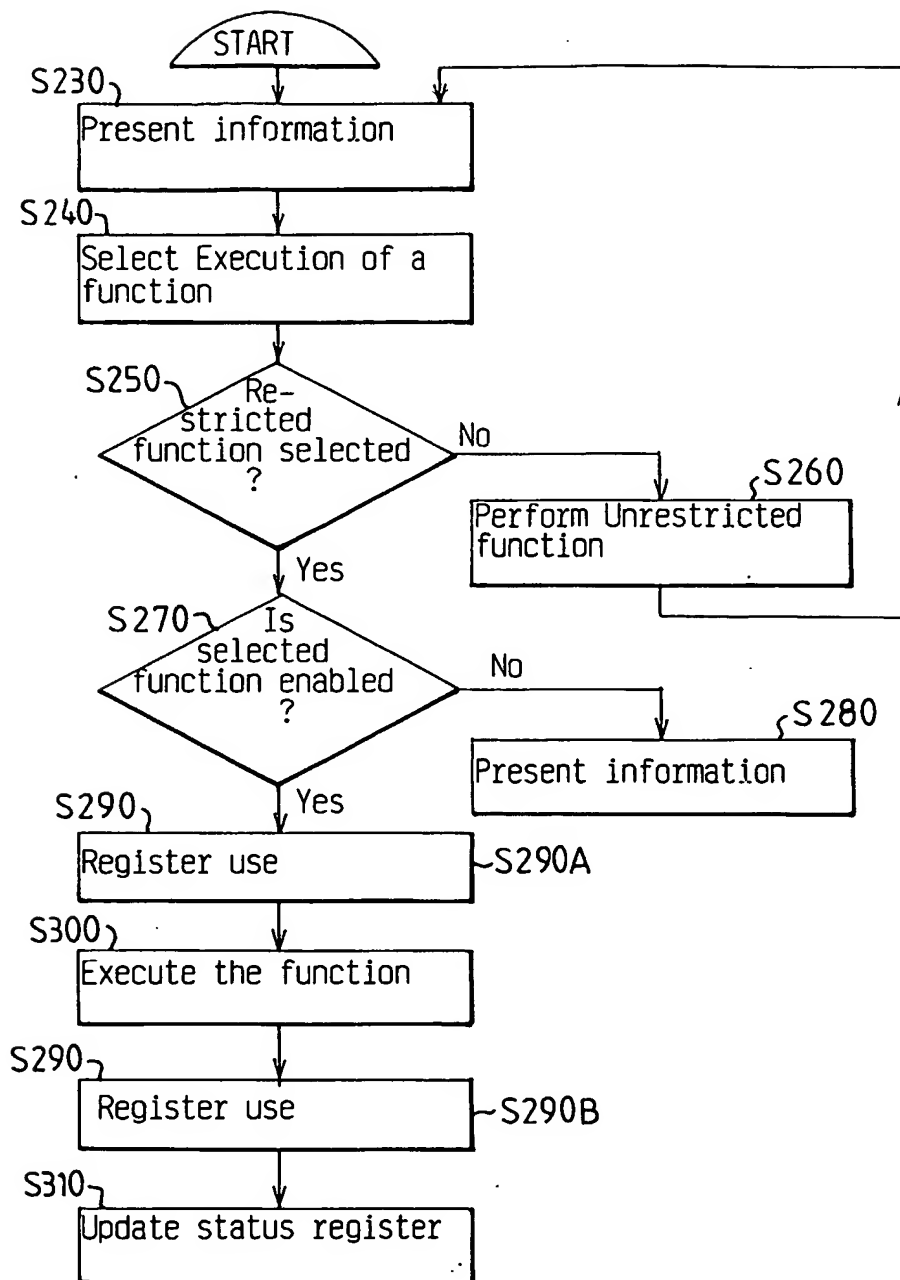 START
S230
Present information
S240
Select Execution of a
function
S250
Re-
stricted
function selected
?
No
S260
Perform Unrestricted
function
Yes
S270
Is
selected
function enabled
?
No
S280
Present information
Yes
S290
Register use
S290A
S300
Execute the function
S290
Register use
S290B
S310
Update status register